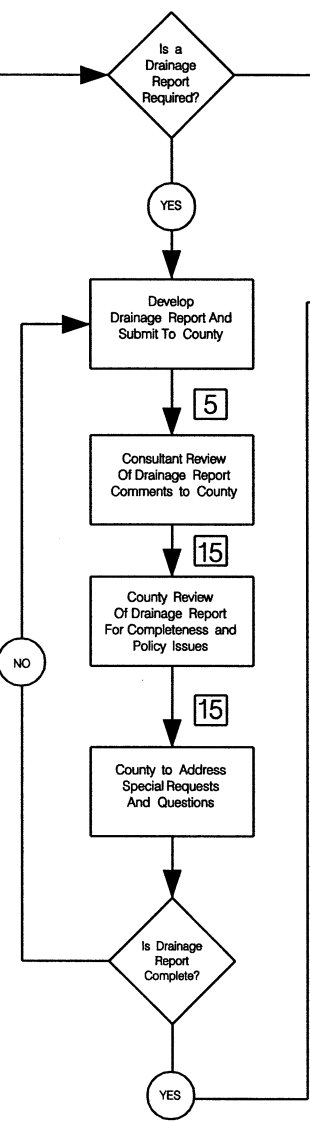 Is a
Drainage
Report
Required?
YES
Develop
Drainage Report And
Submit To County
5
Consultant Review
Of Drainage Report
Comments to County
15
County Review
Of Drainage Report
For Completeness and
Policy Issues
NO
15
County to Address
Special Requests
And Questions
Is Drainage
Report
Complete?
YES